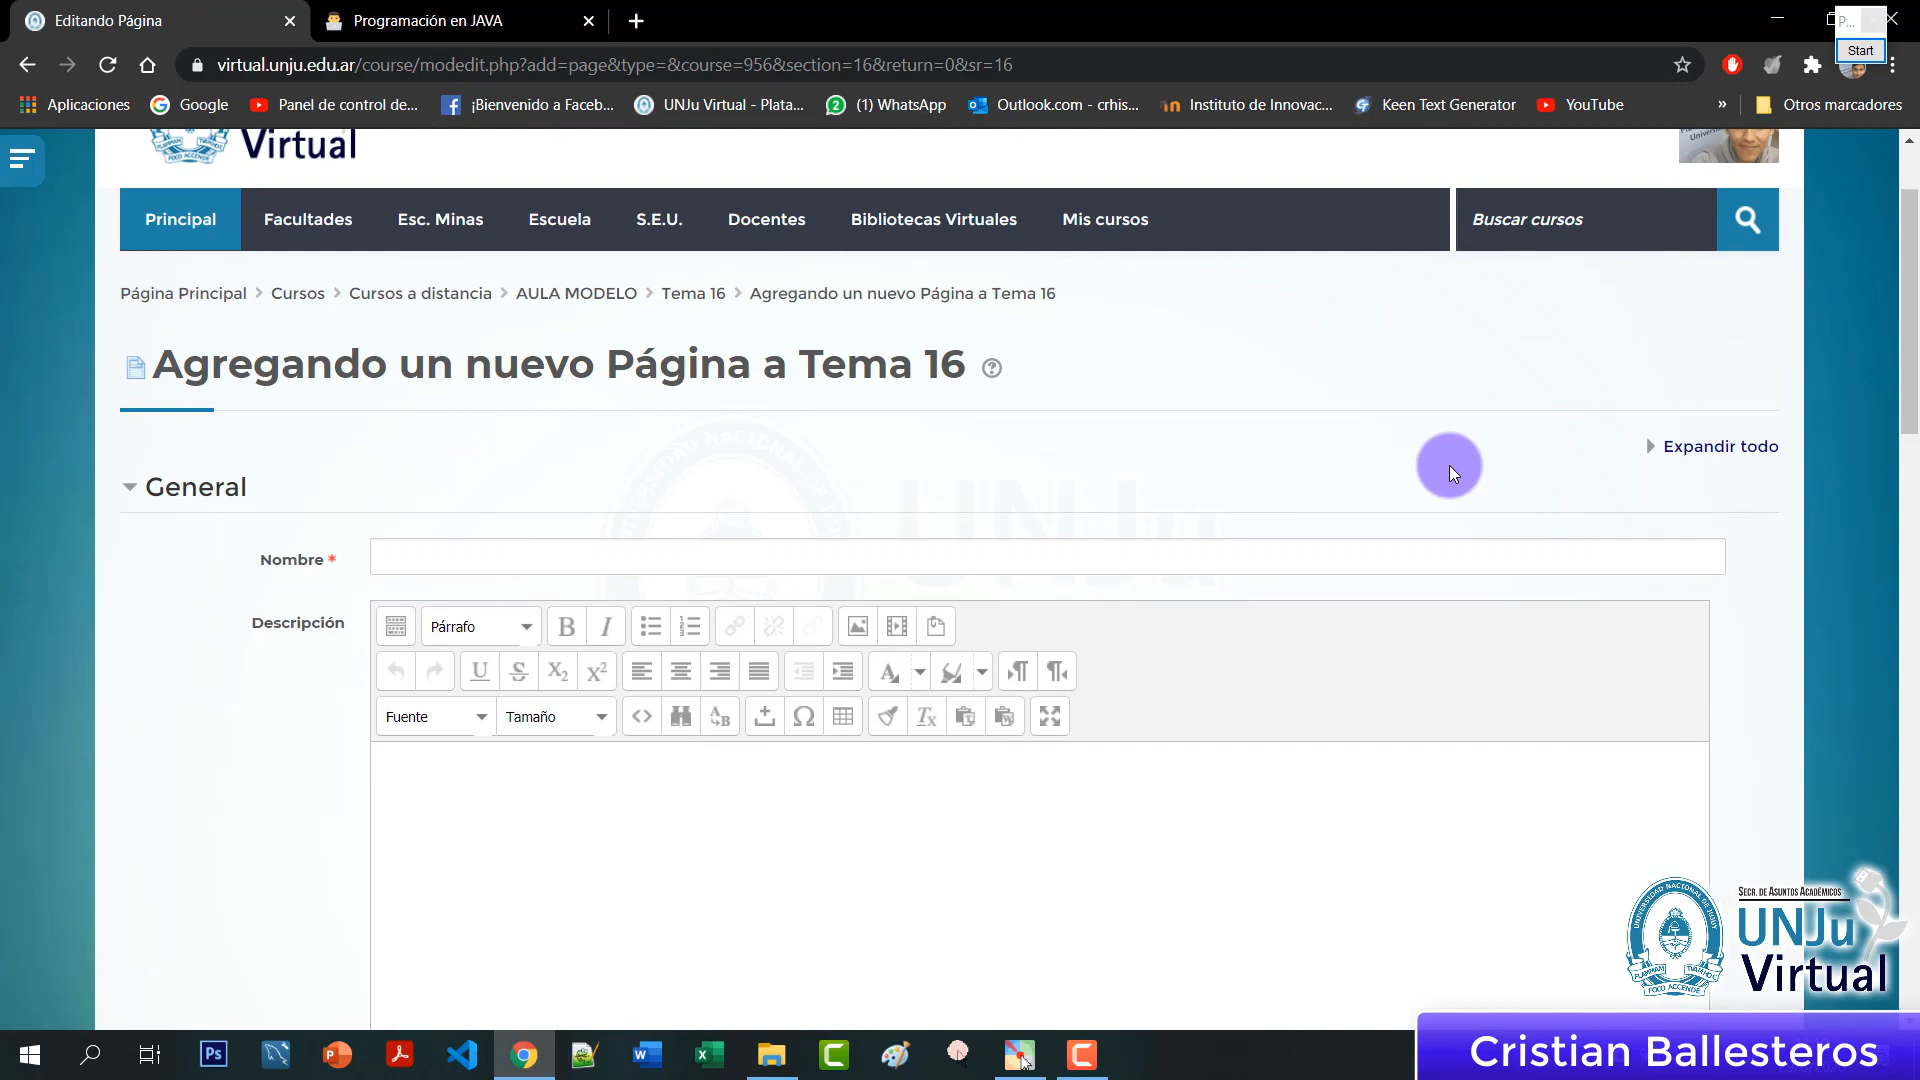 Editando Página
Programación en JAVA
P...
Start
virtual.unju.edu.ar/course/modedit.php?add=page&type=&course=956&section=16&return=0&sr=16
Aplicaciones
Google
Panel de control de...
¡Bienvenido a Faceb...
UNJu Virtual - Plata...
(1) WhatsApp
Outlook.com - crhis...
Instituto de Innovac...
Keen Text Generator
YouTube
»
Otros marcadores
Virtual
Principal
Facultades
Esc. Minas
Escuela
S.E.U.
Docentes
Bibliotecas Virtuales
Mis cursos
Buscar cursos
Página Principal > Cursos > Cursos a distancia > AULA MODELO > Tema 16 > Agregando un nuevo Página a Tema 16
Agregando un nuevo Página a Tema 16
Expandir todo
General
Nombre *
Descripción
Párrafo
Fuente
Tamaño
UNJu
SECR. DE ASUNTOS ACADÉMICOS
UNJu
Virtual
UNIVERSIDAD NACIONAL DE JUJUY
Cristian Ballesteros